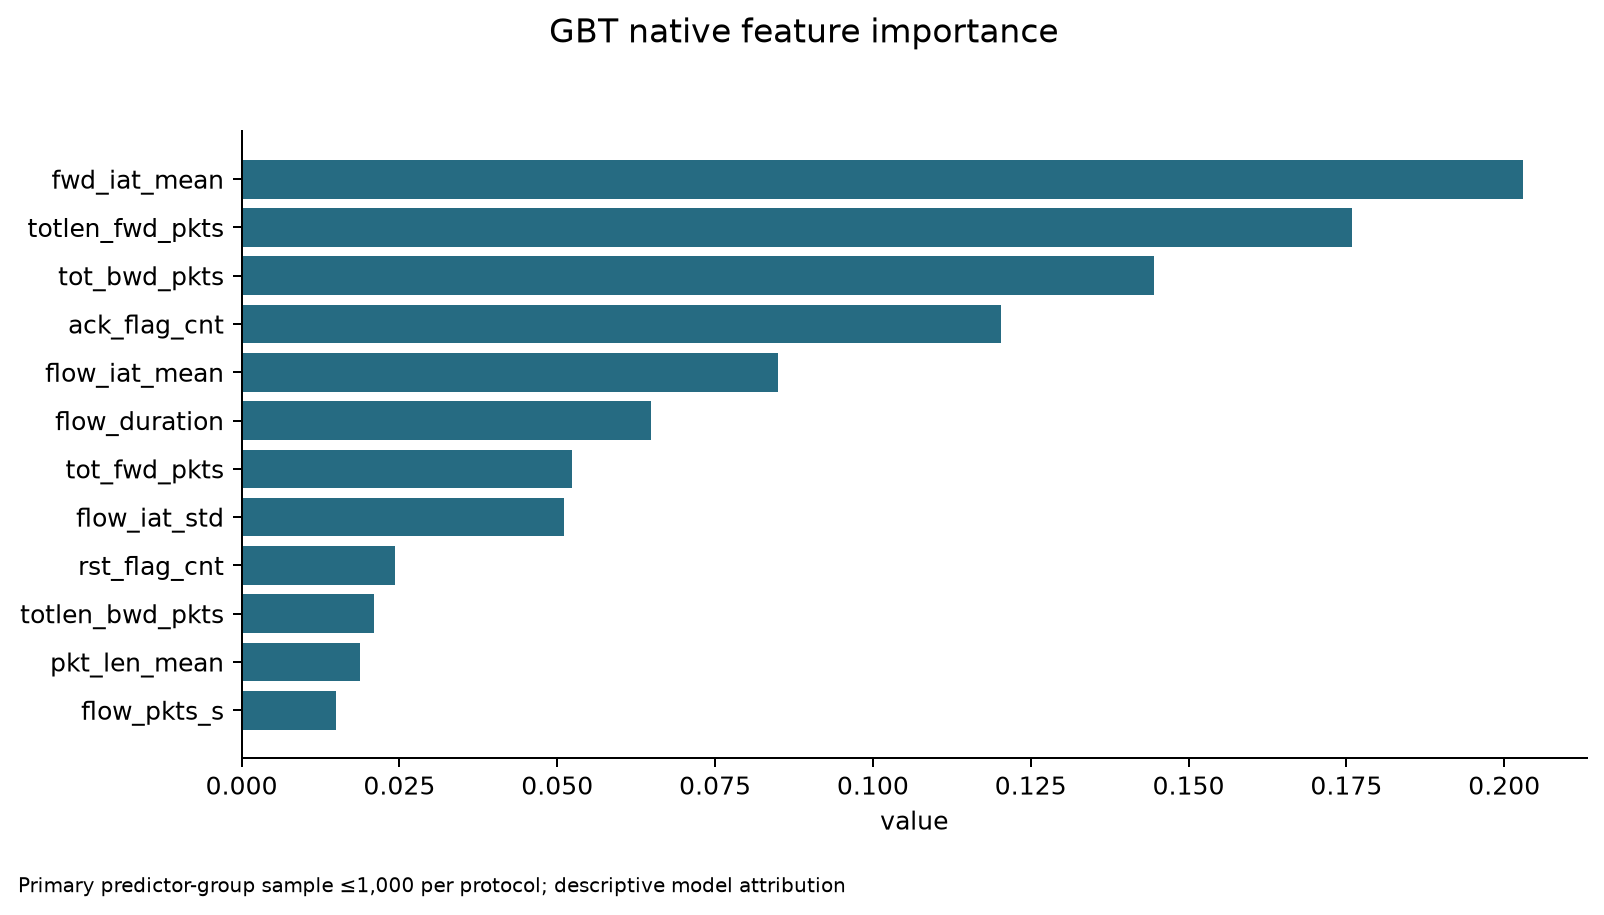 GBT native feature importance
fwd_iat_mean
totlen_fwd_pkts
tot_bwd_pkts
ack_flag_cnt
flow_iat_mean
flow_duration
tot_fwd_pkts
flow_iat_std
rst_flag_cnt
totlen_bwd_pkts
pkt_len_mean
flow_pkts_s
0.000 0.025 0.050 0.075 0.100 0.125 0.150 0.175 0.200
value
Primary predictor-group sample ≤1,000 per protocol; descriptive model attribution